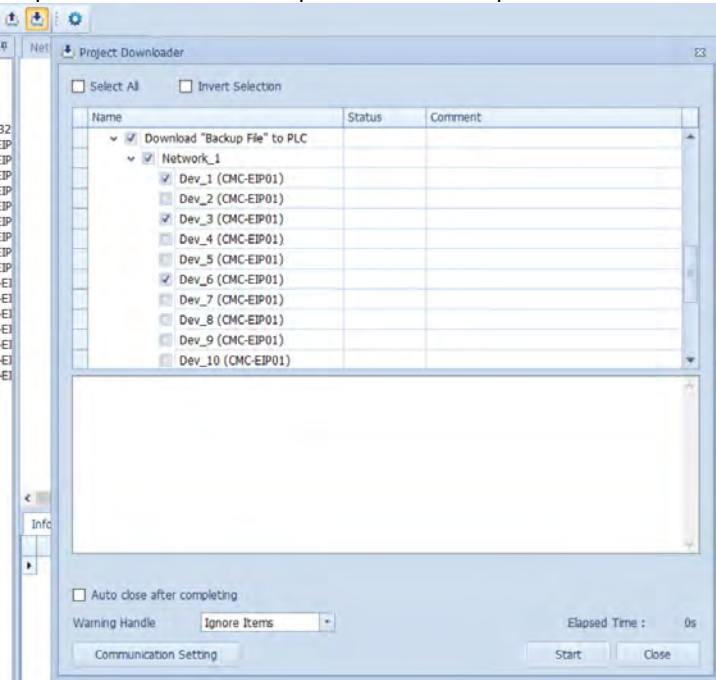 Net
Project Downloader
Select All Invert Selection
Name Status Comment
Download "Backup File" to PLC
Network_1
Dev_1 (CMC-EIP01)
Dev_2 (CMC-EIP01)
Dev_3 (CMC-EIP01)
Dev_4 (CMC-EIP01)
Dev_5 (CMC-EIP01)
Dev_6 (CMC-EIP01)
Dev_7 (CMC-EIP01)
Dev_8 (CMC-EIP01)
Dev_9 (CMC-EIP01)
Dev_10 (CMC-EIP01)
Info
Auto close after completing
Warning Handle Ignore Items Elapsed Time : 0s
Communication Setting Start Close